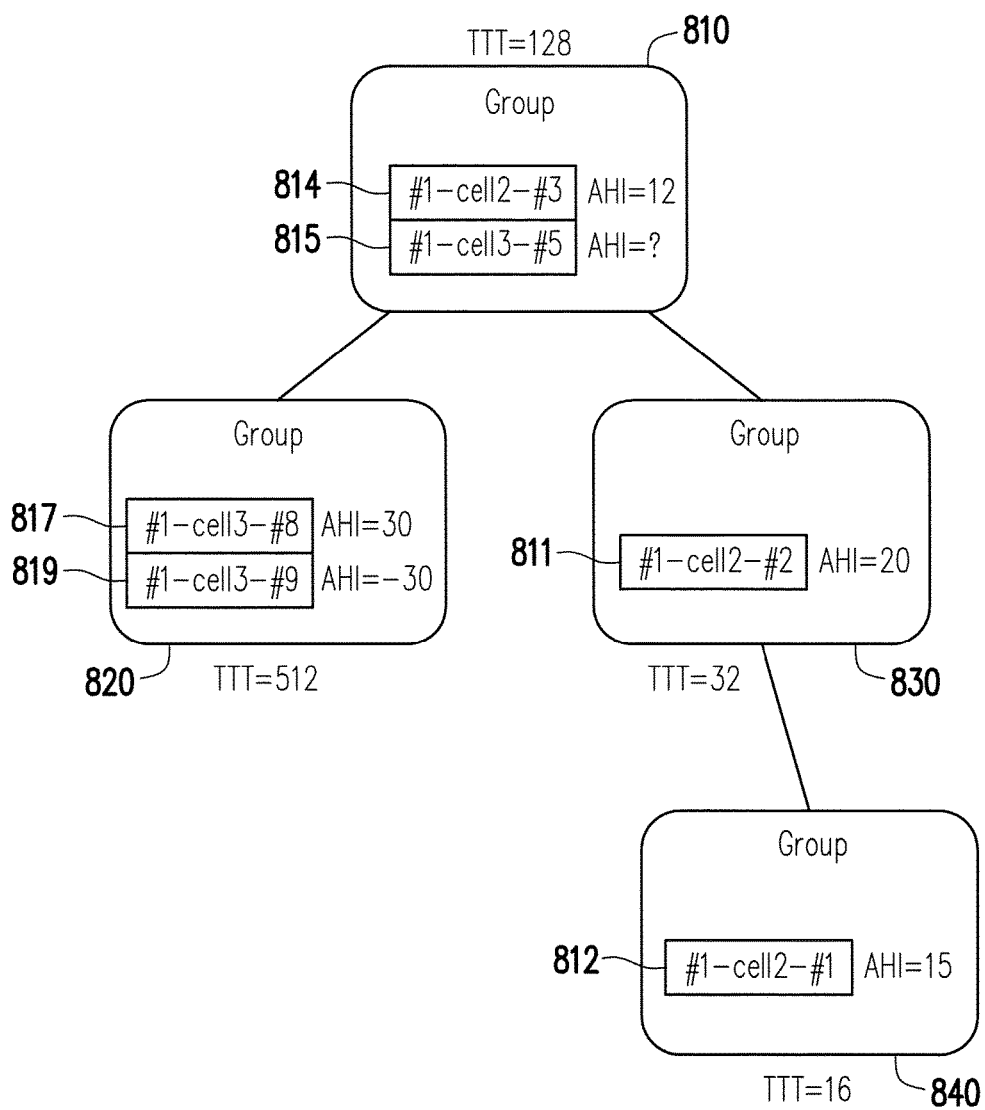 TTT=128
810
Group
814
#1-cell2-#3
AHI=12
815
#1-cell3-#5
AHI=?
Group
817
#1-cell3-#8
AHI=30
819
#1-cell3-#9
AHI=-30
820
TTT=512
Group
811
#1-cell2-#2
AHI=20
TTT=32
830
Group
812
#1-cell2-#1
AHI=15
TTT=16
840